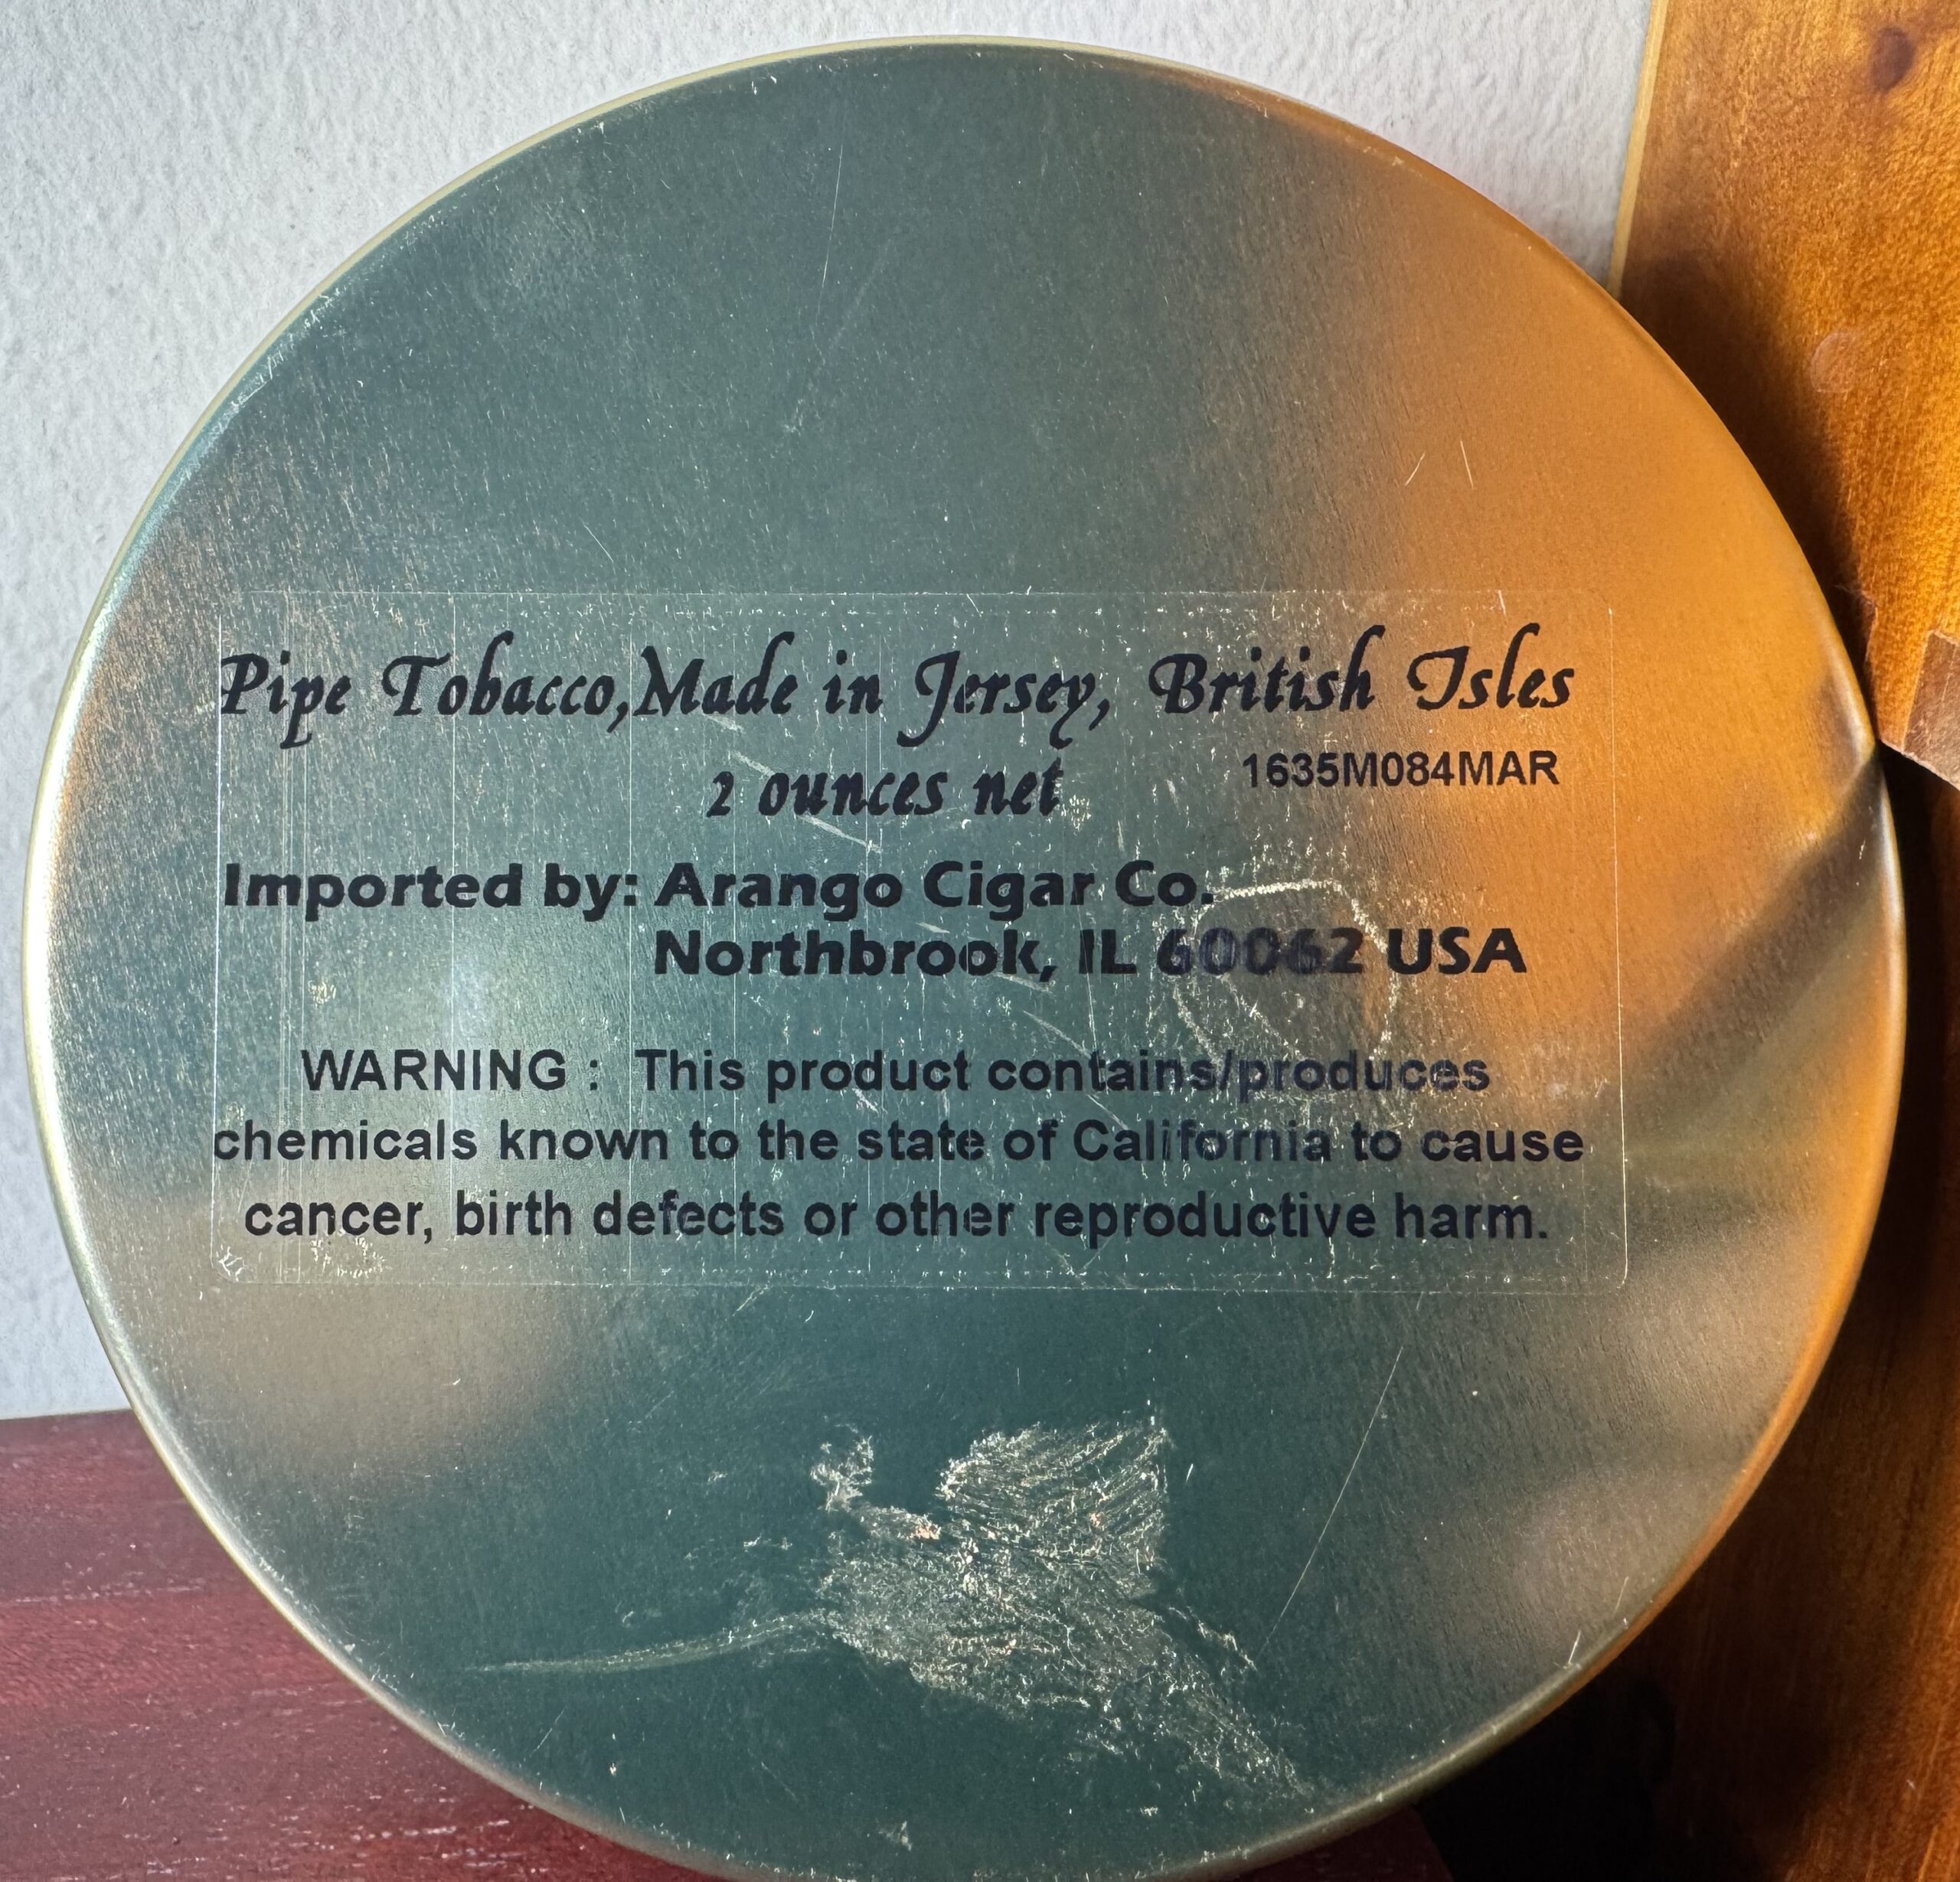 Pipe Tobacco,Made in Jersey, British Isles
2 ounces net
1635M084MAR
Imported by: Arango Cigar Co.
Northbrook, IL 60062 USA
WARNING : This product contains/produces
chemicals known to the state of California to cause
cancer, birth defects or other reproductive harm.